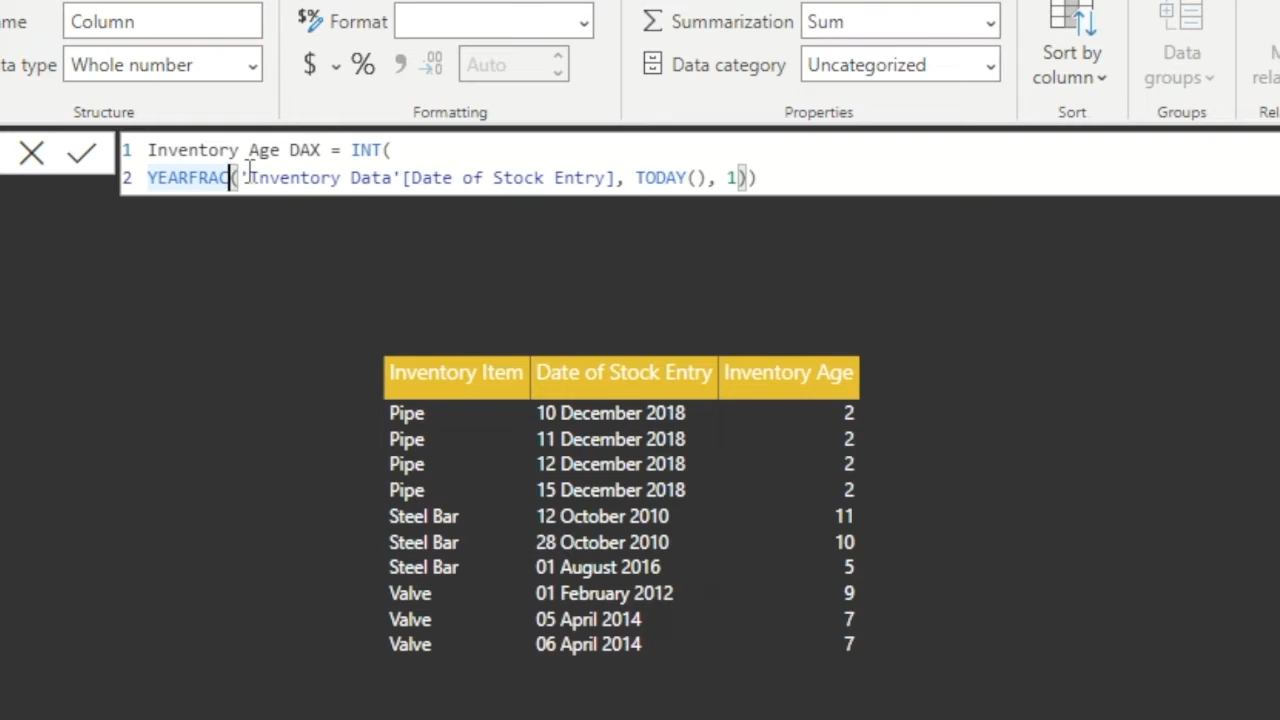 me Column
$% Format
Summarization Sum
Sort by column
Data groups
ta type Whole number
$ % 9 .00 Auto
Data category Uncategorized
Structure
Formatting
Properties
Sort
Groups
1 Inventory Age DAX = INT(
2 YEARFRAC('Inventory Data'[Date of Stock Entry], TODAY(), 1))
Inventory Item Date of Stock Entry Inventory Age
Pipe 10 December 2018 2
Pipe 11 December 2018 2
Pipe 12 December 2018 2
Pipe 15 December 2018 2
Steel Bar 12 October 2010 11
Steel Bar 28 October 2010 10
Steel Bar 01 August 2016 5
Valve 01 February 2012 9
Valve 05 April 2014 7
Valve 06 April 2014 7